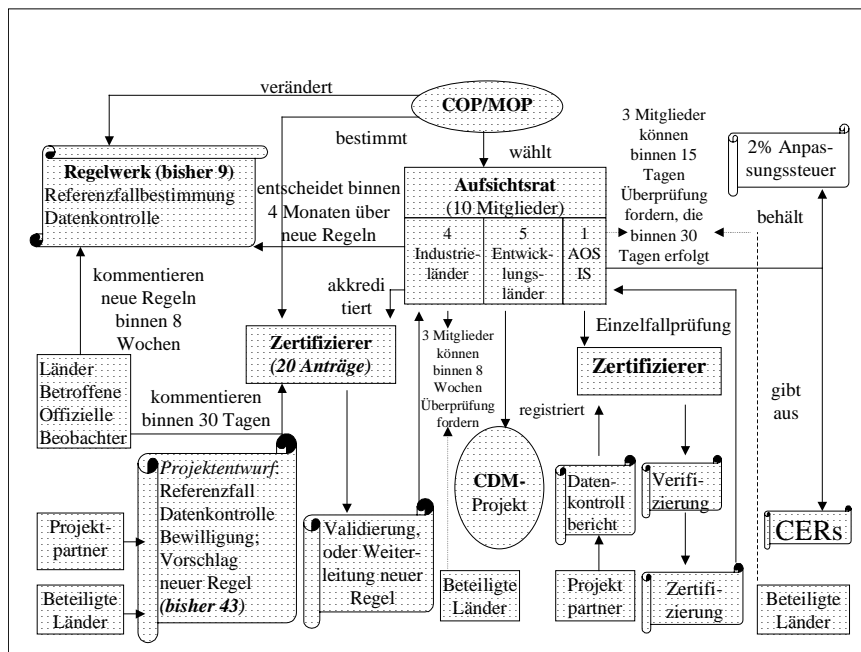 verändert
COP/MOP
bestimmt
wählt
3 Mitglieder
können
binnen 15
Tagen
Überprüfung
fordern, die
binnen 30
Tagen erfolgt
2% Anpas-
sungssteuer
behält
Regelwerk (bisher 9)
Referenzfallbestimmung
Datenkontrolle
entscheidet binnen
4 Monaten über
neue Regeln
Aufsichtsrat
(10 Mitglieder)
4
Industrie-
länder
5
Entwick-
lungs-
länder
1
AOS
IS
kommentieren
neue Regeln
binnen 8
Wochen
akkredi
tiert
Zertifizierer
(20 Anträge)
3 Mitglieder
können
binnen 8
Wochen
Überprüfung
fordern
Einzelfallprüfung
Zertifizierer
Länder
Betroffene
Offizielle
Beobachter
kommentieren
binnen 30 Tagen
registriert
gibt
aus
Projektentwurf:
Referenzfall
Datenkontrolle
Bewilligung;
Vorschlag
neuer Regel
(bisher 43)
Projekt-
partner
Beteiligte
Länder
Validierung,
oder Weiter-
leitung neuer
Regel
CDM-
Projekt
Daten-
kontroll
bericht
Verifi-
zierung
CERs
Beteiligte
Länder
Projekt
partner
Zertifi-
zierung
Beteiligte
Länder